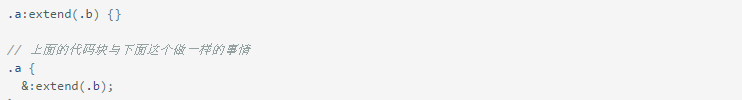 .a:extend(.b) {}
// 上面的代码块与下面这个做一样的事情
.a {
&:extend(.b);